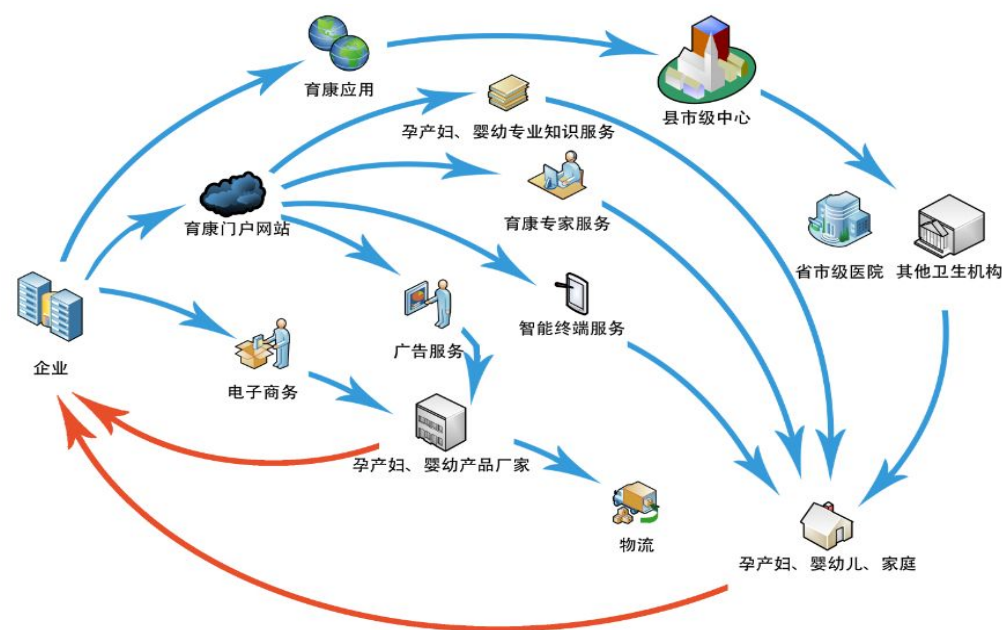 育康应用
县市级中心
孕产妇、婴幼专业知识服务
育康门户网站
育康专家服务
省市级医院
其他卫生机构
智能终端服务
广告服务
企业
电子商务
孕产妇、婴幼产品厂家
物流
孕产妇、婴幼儿、家庭